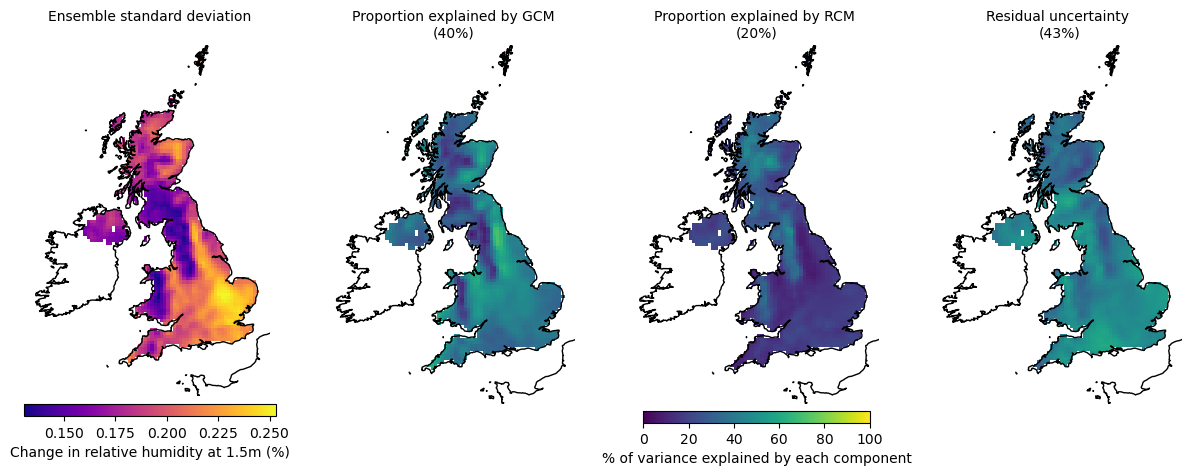 Ensemble standard deviation
Proportion explained by GCM
(40%)
Proportion explained by RCM
(20%)
Residual uncertainty
(43%)
0.150 0.175 0.200 0.225 0.250
Change in relative humidity at 1.5m (%)
0 20 40 60 80 100
% of variance explained by each component